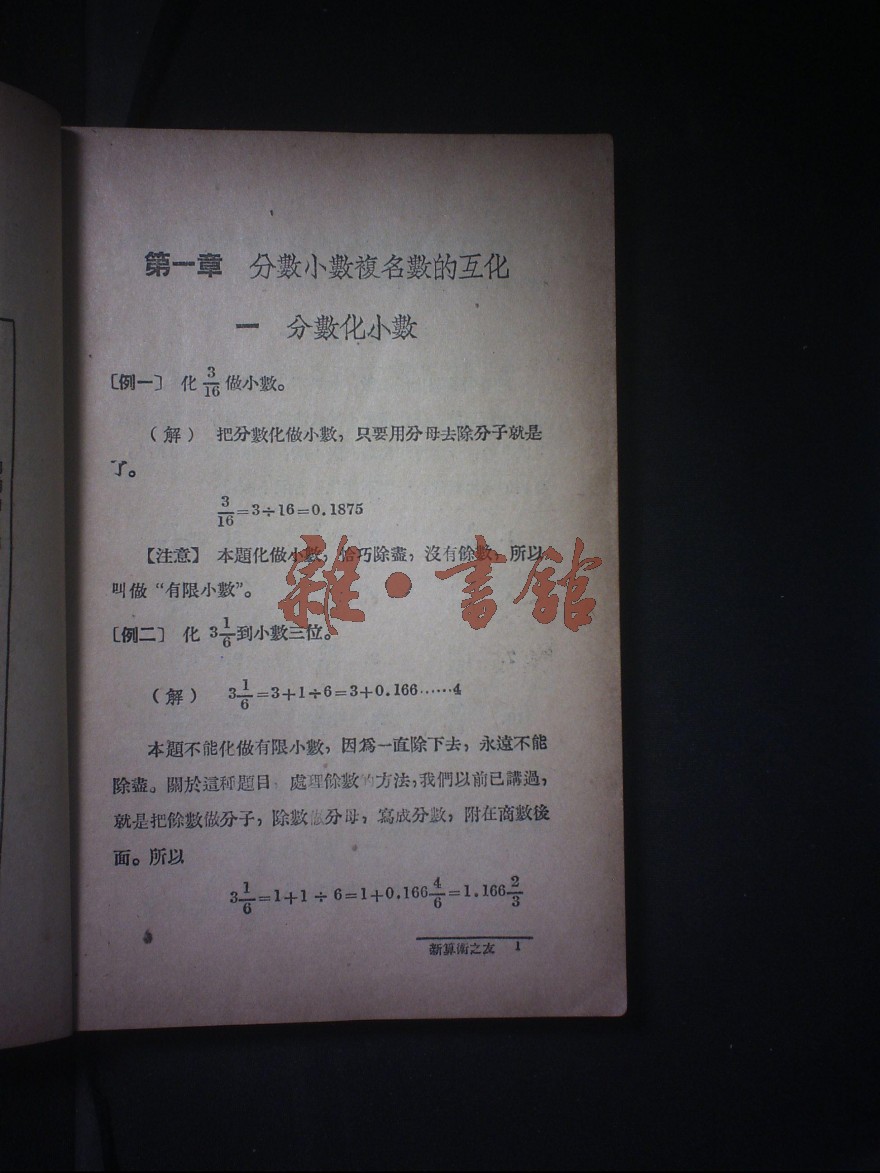 第一章 分數小數複名數的互化
一 分數化小數
〔例一〕 化 3/16 做小數。
（解） 把分數化做小數，只要用分母去除分子就是
了。
3/16=3÷16=0.1875
【注意】 本題化做小數，恰巧除盡，沒有餘數，所以
叫做“有限小數”。
雜·書館
〔例二〕 化 3 1/6 到小數三位。
（解） 3 1/6=3+1÷6=3+0.166……4
本題不能化做有限小數，因爲一直除下去，永遠不能
除盡。關於這種題目，處理餘數的方法，我們以前已講過，
就是把餘數做分子，除數做分母，寫成分數，附在商數後
面。所以
3 1/6=1+1÷6=1+0.166 4/6=1.166 2/3
新算術之友 1